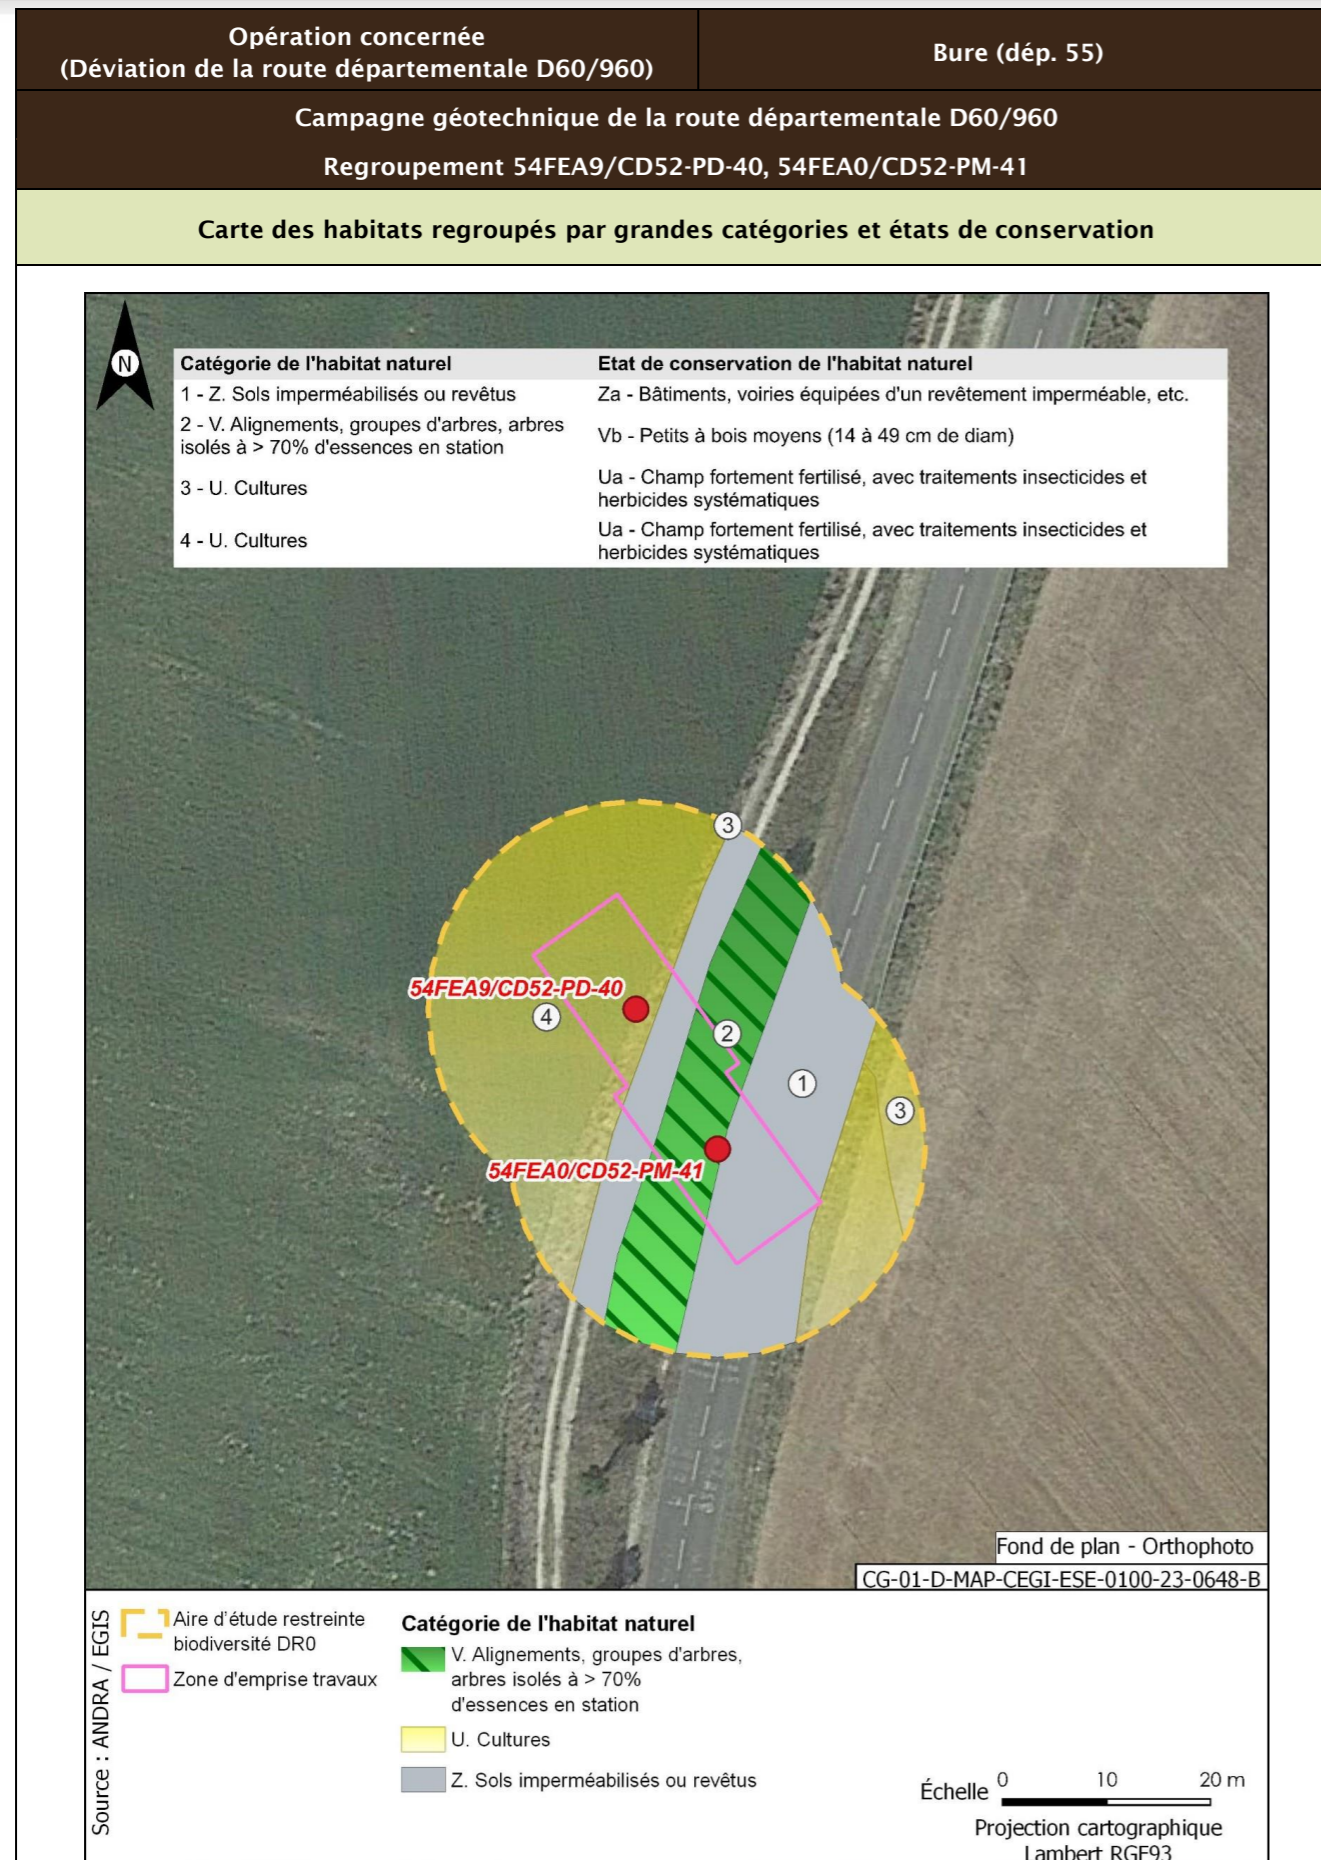 Opération concernée
(Déviation de la route départementale D60/960)
Bure (dép. 55)
Campagne géotechnique de la route départementale D60/960
Regroupement 54FEA9/CD52-PD-40, 54FEA0/CD52-PM-41
Carte des habitats regroupés par grandes catégories et états de conservation
N
Catégorie de l'habitat naturel
Etat de conservation de l'habitat naturel
1 - Z. Sols imperméabilisés ou revêtus
Za - Bâtiments, voiries équipées d'un revêtement imperméable, etc.
2 - V. Alignements, groupes d'arbres, arbres
isolés à > 70% d'essences en station
Vb - Petits à bois moyens (14 à 49 cm de diam)
3 - U. Cultures
Ua - Champ fortement fertilisé, avec traitements insecticides et
herbicides systématiques
4 - U. Cultures
Ua - Champ fortement fertilisé, avec traitements insecticides et
herbicides systématiques
3
54FEA9/CD52-PD-40
4
2
1
3
54FEA0/CD52-PM-41
Fond de plan - Orthophoto
CG-01-D-MAP-CEGI-ESE-0100-23-0648-B
Source : ANDRA / EGIS
Aire d'étude restreinte
biodiversité DR0
Zone d'emprise travaux
Catégorie de l'habitat naturel
V. Alignements, groupes d'arbres,
arbres isolés à > 70%
d'essences en station
U. Cultures
Z. Sols imperméabilisés ou revêtus
Échelle 0 10 20 m
Projection cartographique
Lambert RGF93